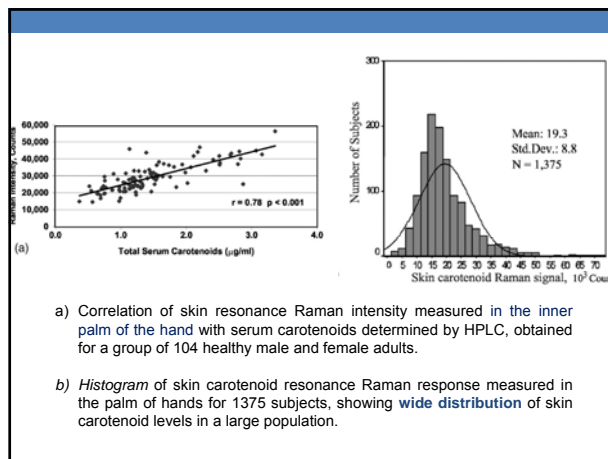 Raman Intensity, Counts
60,000
50,000
40,000
30,000
20,000
10,000
0
0.0 1.0 2.0 3.0 4.0
r = 0.78 p < 0.001
Total Serum Carotenoids (µg/ml)
(a)
300
200
100
0
Number of Subjects
Mean: 19.3
Std.Dev.: 8.8
N = 1,375
0 5 10 15 20 25 30 35 40 45 50 55 60 65 70
Skin carotenoid Raman signal, 10³ Cou
a) Correlation of skin resonance Raman intensity measured in the inner
palm of the hand with serum carotenoids determined by HPLC, obtained
for a group of 104 healthy male and female adults.
b) Histogram of skin carotenoid resonance Raman response measured in
the palm of hands for 1375 subjects, showing wide distribution of skin
carotenoid levels in a large population.